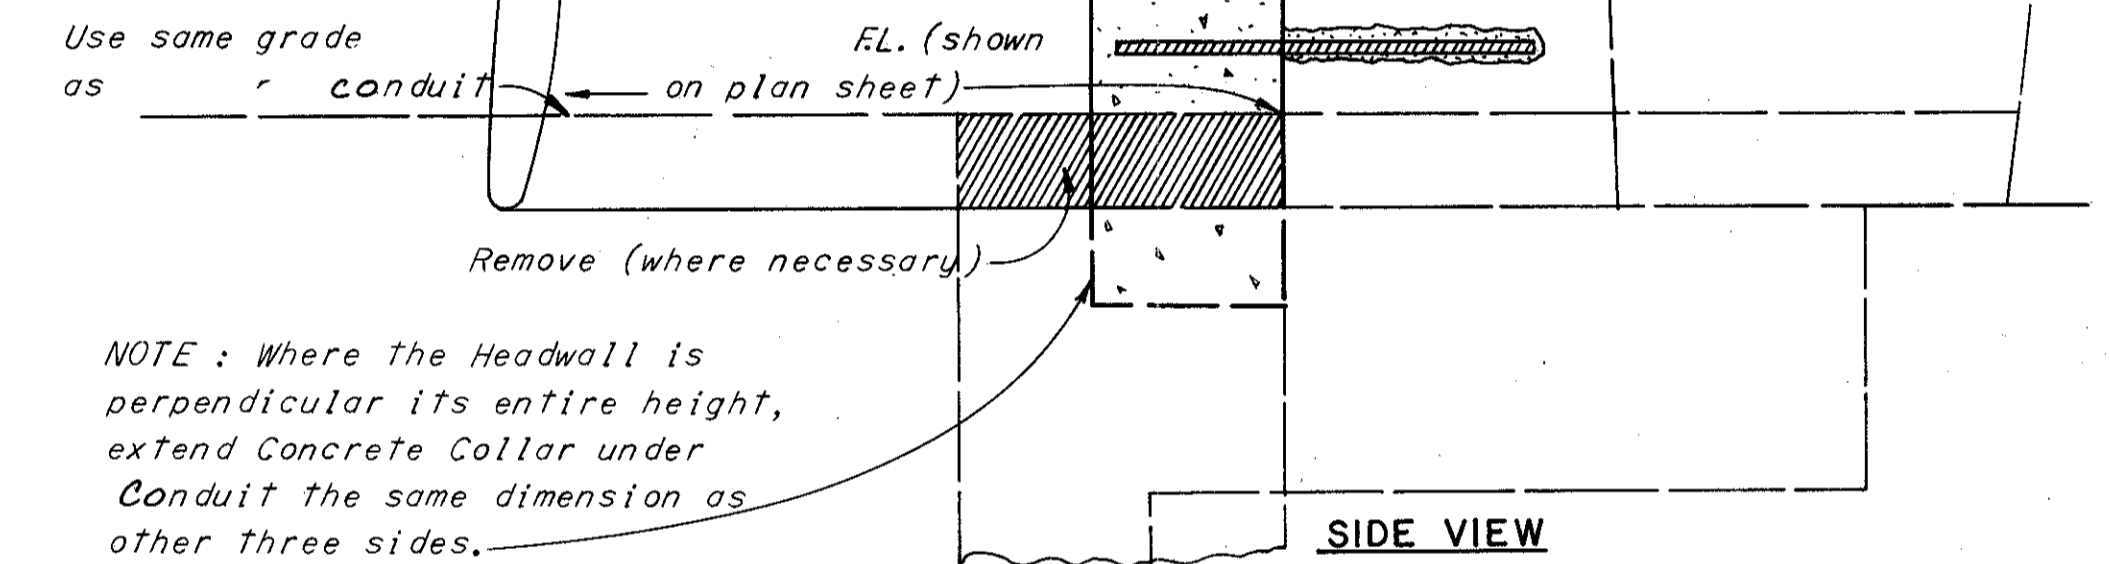 Use same grade
as conduit
F.L. (shown
on plan sheet)
Remove (where necessary)
NOTE : Where the Headwall is
perpendicular its entire height,
extend Concrete Collar under
Conduit the same dimension as
other three sides.
SIDE VIEW